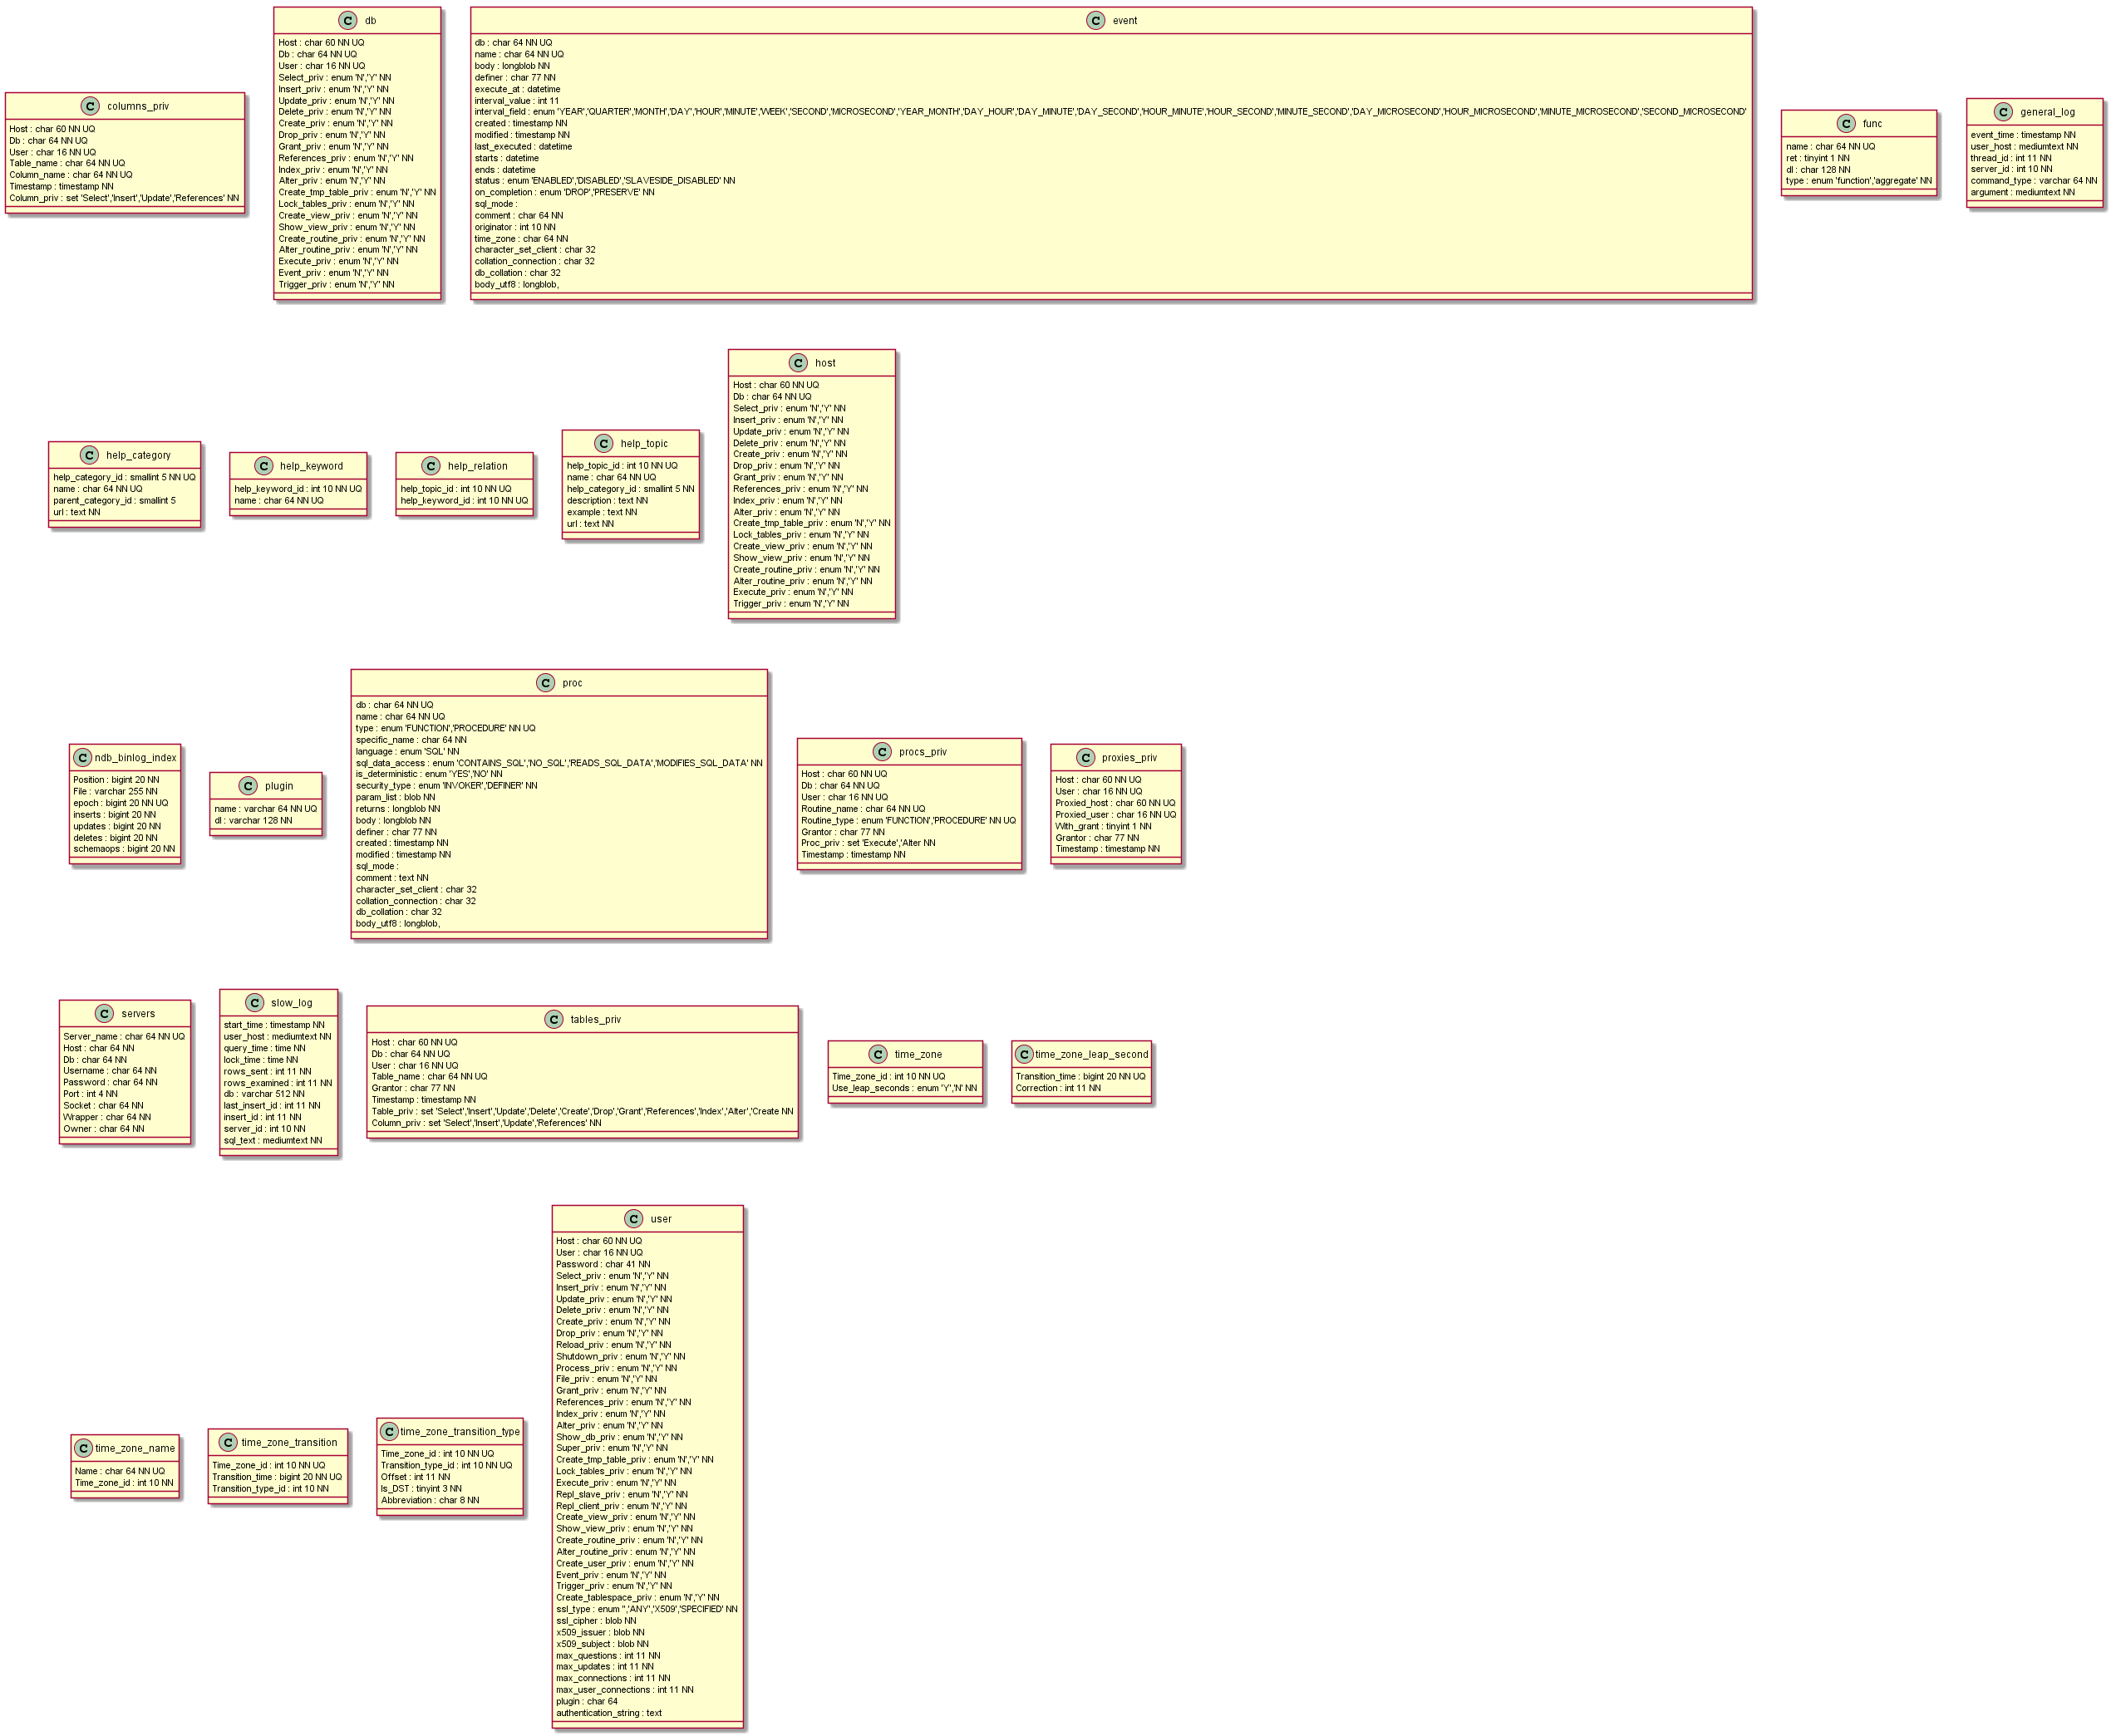 C columns_priv
Host : char 60 NN UQ
Db : char 64 NN UQ
User : char 16 NN UQ
Table_name : char 64 NN UQ
Column_name : char 64 NN UQ
Timestamp : timestamp NN
Column_priv : set 'Select','Insert','Update','References' NN
C db
Host : char 60 NN UQ
Db : char 64 NN UQ
User : char 16 NN UQ
Select_priv : enum 'N','Y' NN
Insert_priv : enum 'N','Y' NN
Update_priv : enum 'N','Y' NN
Delete_priv : enum 'N','Y' NN
Create_priv : enum 'N','Y' NN
Drop_priv : enum 'N','Y' NN
Grant_priv : enum 'N','Y' NN
References_priv : enum 'N','Y' NN
Index_priv : enum 'N','Y' NN
Alter_priv : enum 'N','Y' NN
Create_tmp_table_priv : enum 'N','Y' NN
Lock_tables_priv : enum 'N','Y' NN
Create_view_priv : enum 'N','Y' NN
Show_view_priv : enum 'N','Y' NN
Create_routine_priv : enum 'N','Y' NN
Alter_routine_priv : enum 'N','Y' NN
Execute_priv : enum 'N','Y' NN
Event_priv : enum 'N','Y' NN
Trigger_priv : enum 'N','Y' NN
C event
db : char 64 NN UQ
name : char 64 NN UQ
body : longblob NN
definer : char 77 NN
execute_at : datetime
interval_value : int 11
interval_field : enum 'YEAR','QUARTER','MONTH','DAY','HOUR','MINUTE','WEEK','SECOND','MICROSECOND','YEAR_MONTH','DAY_HOUR','DAY_MINUTE','DAY_SECOND','HOUR_MINUTE','HOUR_SECOND','MINUTE_SECOND','DAY_MICROSECOND','HOUR_MICROSECOND','MINUTE_MICROSECOND','SECOND_MICROSECOND'
created : timestamp NN
modified : timestamp NN
last_executed : datetime
starts : datetime
ends : datetime
status : enum 'ENABLED','DISABLED','SLAVESIDE_DISABLED' NN
on_completion : enum 'DROP','PRESERVE' NN
sql_mode :
comment : char 64 NN
originator : int 10 NN
time_zone : char 64 NN
character_set_client : char 32
collation_connection : char 32
db_collation : char 32
body_utf8 : longblob,
C func
name : char 64 NN UQ
ret : tinyint 1 NN
dl : char 128 NN
type : enum 'function','aggregate' NN
C general_log
event_time : timestamp NN
user_host : mediumtext NN
thread_id : int 11 NN
server_id : int 10 NN
command_type : varchar 64 NN
argument : mediumtext NN
C help_category
help_category_id : smallint 5 NN UQ
name : char 64 NN UQ
parent_category_id : smallint 5
url : text NN
C help_keyword
help_keyword_id : int 10 NN UQ
name : char 64 NN UQ
C help_relation
help_topic_id : int 10 NN UQ
help_keyword_id : int 10 NN UQ
C help_topic
help_topic_id : int 10 NN UQ
name : char 64 NN UQ
help_category_id : smallint 5 NN
description : text NN
example : text NN
url : text NN
C host
Host : char 60 NN UQ
Db : char 64 NN UQ
Select_priv : enum 'N','Y' NN
Insert_priv : enum 'N','Y' NN
Update_priv : enum 'N','Y' NN
Delete_priv : enum 'N','Y' NN
Create_priv : enum 'N','Y' NN
Drop_priv : enum 'N','Y' NN
Grant_priv : enum 'N','Y' NN
References_priv : enum 'N','Y' NN
Index_priv : enum 'N','Y' NN
Alter_priv : enum 'N','Y' NN
Create_tmp_table_priv : enum 'N','Y' NN
Lock_tables_priv : enum 'N','Y' NN
Create_view_priv : enum 'N','Y' NN
Show_view_priv : enum 'N','Y' NN
Create_routine_priv : enum 'N','Y' NN
Alter_routine_priv : enum 'N','Y' NN
Execute_priv : enum 'N','Y' NN
Trigger_priv : enum 'N','Y' NN
C ndb_binlog_index
Position : bigint 20 NN
File : varchar 255 NN
epoch : bigint 20 NN UQ
inserts : bigint 20 NN
updates : bigint 20 NN
deletes : bigint 20 NN
schemaops : bigint 20 NN
C plugin
name : varchar 64 NN UQ
dl : varchar 128 NN
C proc
db : char 64 NN UQ
name : char 64 NN UQ
type : enum 'FUNCTION','PROCEDURE' NN UQ
specific_name : char 64 NN
language : enum 'SQL' NN
sql_data_access : enum 'CONTAINS_SQL','NO_SQL','READS_SQL_DATA','MODIFIES_SQL_DATA' NN
is_deterministic : enum 'YES','NO' NN
security_type : enum 'INVOKER','DEFINER' NN
param_list : blob NN
returns : longblob NN
body : longblob NN
definer : char 77 NN
created : timestamp NN
modified : timestamp NN
sql_mode :
comment : text NN
character_set_client : char 32
collation_connection : char 32
db_collation : char 32
body_utf8 : longblob,
C procs_priv
Host : char 60 NN UQ
Db : char 64 NN UQ
User : char 16 NN UQ
Routine_name : char 64 NN UQ
Routine_type : enum 'FUNCTION','PROCEDURE' NN UQ
Grantor : char 77 NN
Proc_priv : set 'Execute','Alter NN
Timestamp : timestamp NN
C proxies_priv
Host : char 60 NN UQ
User : char 16 NN UQ
Proxied_host : char 60 NN UQ
Proxied_user : char 16 NN UQ
With_grant : tinyint 1 NN
Grantor : char 77 NN
Timestamp : timestamp NN
C servers
Server_name : char 64 NN UQ
Host : char 64 NN
Db : char 64 NN
Username : char 64 NN
Password : char 64 NN
Port : int 4 NN
Socket : char 64 NN
Wrapper : char 64 NN
Owner : char 64 NN
C slow_log
start_time : timestamp NN
user_host : mediumtext NN
query_time : time NN
lock_time : time NN
rows_sent : int 11 NN
rows_examined : int 11 NN
db : varchar 512 NN
last_insert_id : int 11 NN
insert_id : int 11 NN
server_id : int 10 NN
sql_text : mediumtext NN
C tables_priv
Host : char 60 NN UQ
Db : char 64 NN UQ
User : char 16 NN UQ
Table_name : char 64 NN UQ
Grantor : char 77 NN
Timestamp : timestamp NN
Table_priv : set 'Select','Insert','Update','Delete','Create','Drop','Grant','References','Index','Alter','Create NN
Column_priv : set 'Select','Insert','Update','References' NN
C time_zone
Time_zone_id : int 10 NN UQ
Use_leap_seconds : enum 'Y','N' NN
C time_zone_leap_second
Transition_time : bigint 20 NN UQ
Correction : int 11 NN
C time_zone_name
Name : char 64 NN UQ
Time_zone_id : int 10 NN
C time_zone_transition
Time_zone_id : int 10 NN UQ
Transition_time : bigint 20 NN UQ
Transition_type_id : int 10 NN
C time_zone_transition_type
Time_zone_id : int 10 NN UQ
Transition_type_id : int 10 NN UQ
Offset : int 11 NN
Is_DST : tinyint 3 NN
Abbreviation : char 8 NN
C user
Host : char 60 NN UQ
User : char 16 NN UQ
Password : char 41 NN
Select_priv : enum 'N','Y' NN
Insert_priv : enum 'N','Y' NN
Update_priv : enum 'N','Y' NN
Delete_priv : enum 'N','Y' NN
Create_priv : enum 'N','Y' NN
Drop_priv : enum 'N','Y' NN
Reload_priv : enum 'N','Y' NN
Shutdown_priv : enum 'N','Y' NN
Process_priv : enum 'N','Y' NN
File_priv : enum 'N','Y' NN
Grant_priv : enum 'N','Y' NN
References_priv : enum 'N','Y' NN
Index_priv : enum 'N','Y' NN
Alter_priv : enum 'N','Y' NN
Show_db_priv : enum 'N','Y' NN
Super_priv : enum 'N','Y' NN
Create_tmp_table_priv : enum 'N','Y' NN
Lock_tables_priv : enum 'N','Y' NN
Execute_priv : enum 'N','Y' NN
Repl_slave_priv : enum 'N','Y' NN
Repl_client_priv : enum 'N','Y' NN
Create_view_priv : enum 'N','Y' NN
Show_view_priv : enum 'N','Y' NN
Create_routine_priv : enum 'N','Y' NN
Alter_routine_priv : enum 'N','Y' NN
Create_user_priv : enum 'N','Y' NN
Event_priv : enum 'N','Y' NN
Trigger_priv : enum 'N','Y' NN
Create_tablespace_priv : enum 'N','Y' NN
ssl_type : enum '','ANY','X509','SPECIFIED' NN
ssl_cipher : blob NN
x509_issuer : blob NN
x509_subject : blob NN
max_questions : int 11 NN
max_updates : int 11 NN
max_connections : int 11 NN
max_user_connections : int 11 NN
plugin : char 64
authentication_string : text